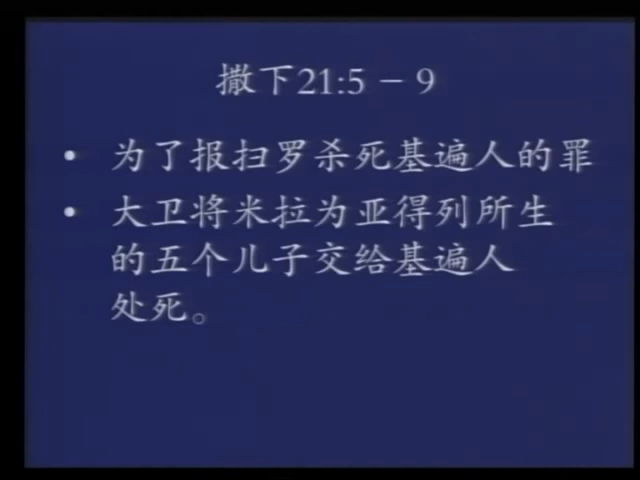 撒下21:5 – 9
• 为了报扫罗杀死基遍人的罪
• 大卫将米拉为亚得列所生
的五个儿子交给基遍人
处死。